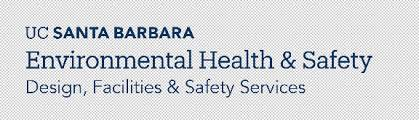 UC SANTA BARBARA
Environmental Health & Safety
Design, Facilities & Safety Services